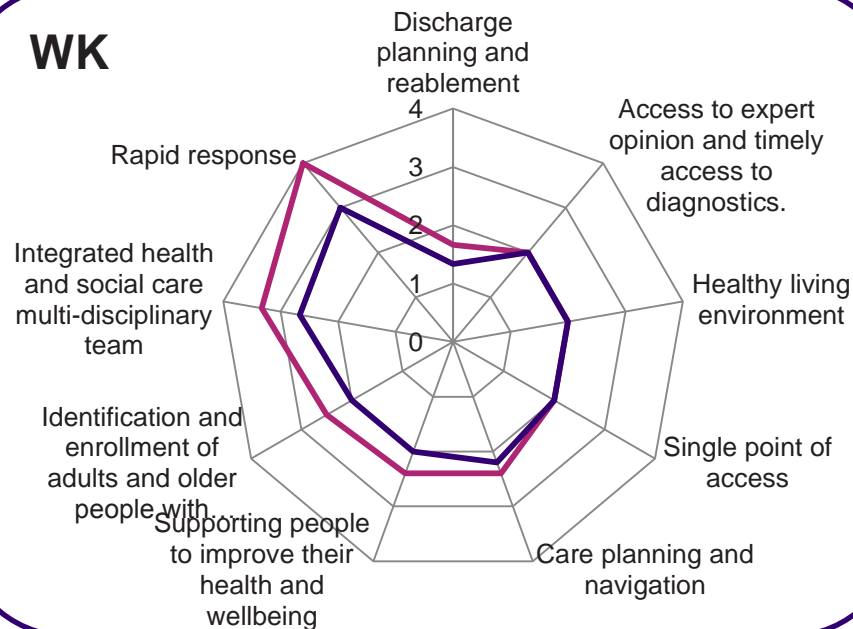 WK
Discharge
planning and
reablement
Access to expert
opinion and timely
access to
diagnostics.
Healthy living
environment
Single point of
access
Care planning and
navigation
Supporting people
to improve their
health and
wellbeing
Identification and
enrollment of
adults and older
people with…
Integrated health
and social care
multi-disciplinary
team
Rapid response
4
3
2
1
0